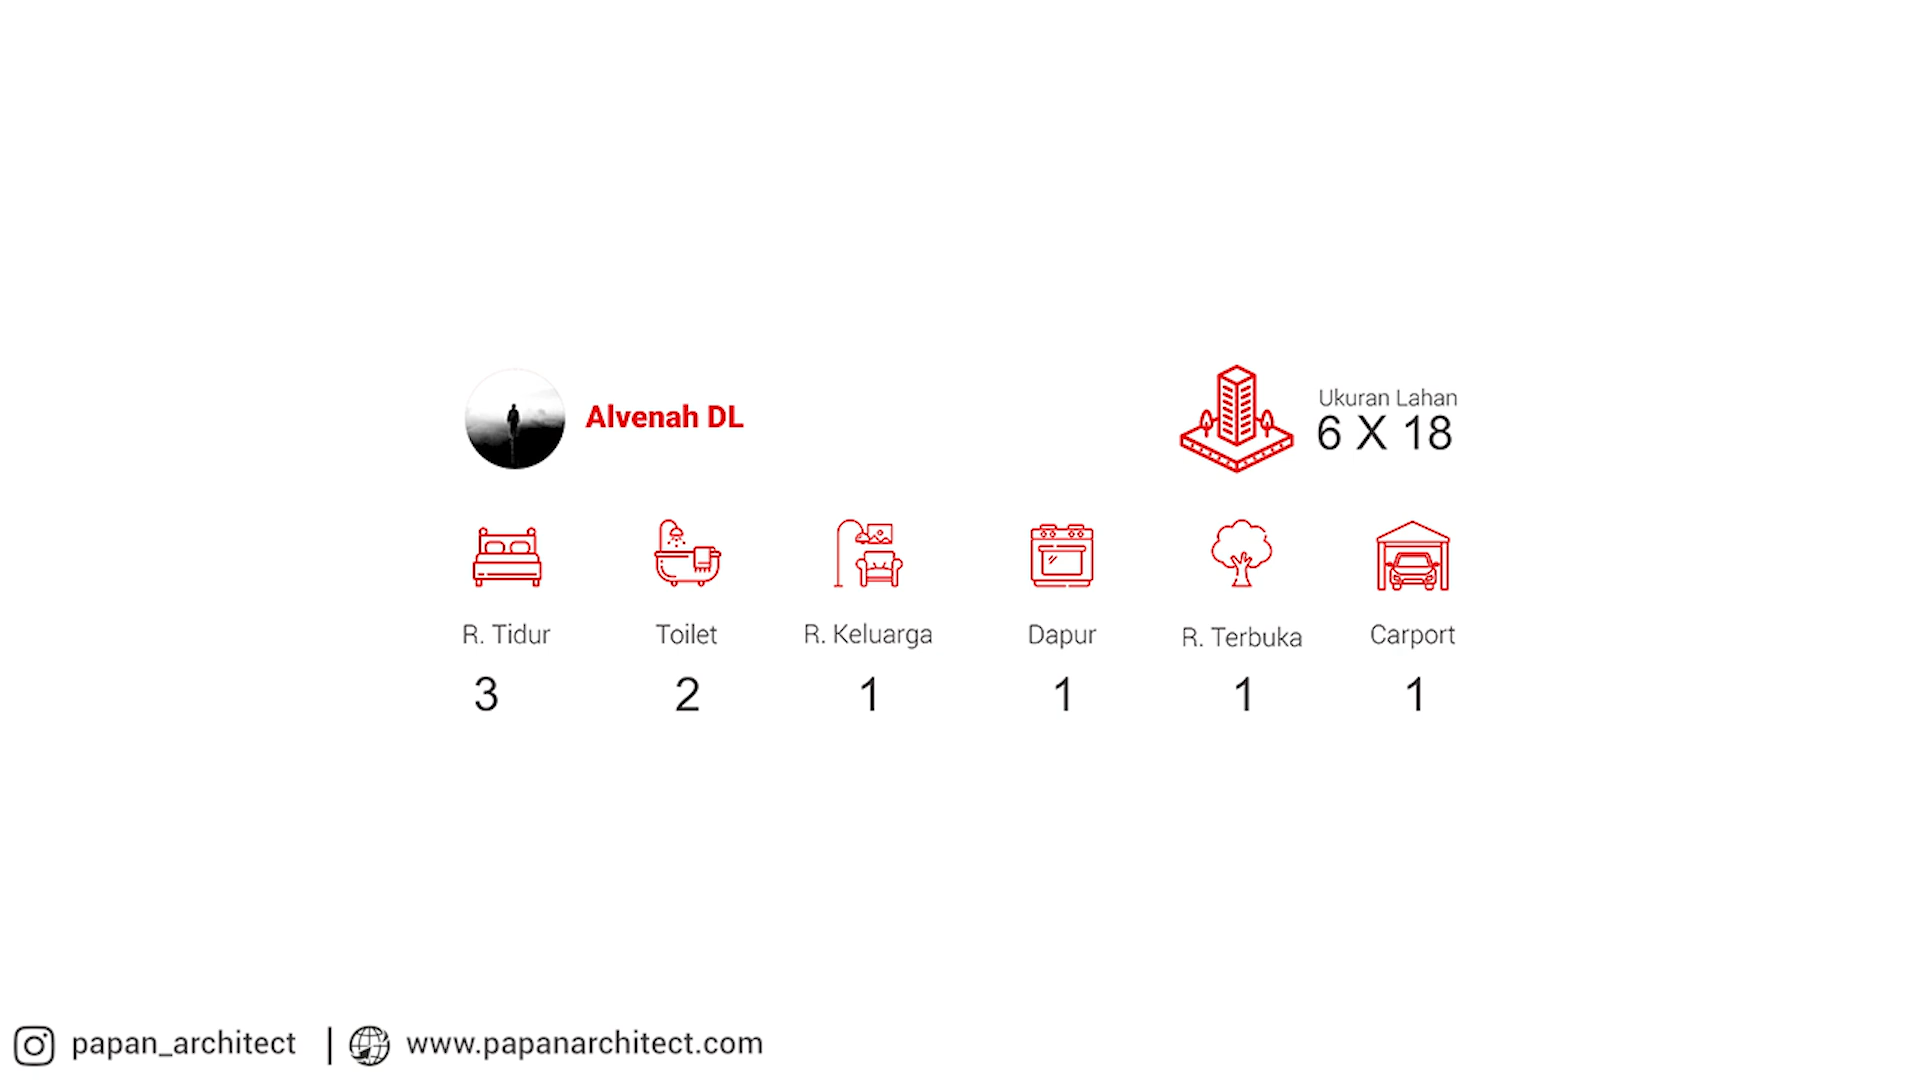 Alvenah DL
Ukuran Lahan
6 X 18
R. Tidur
3
Toilet
2
R. Keluarga
1
Dapur
1
R. Terbuka
1
Carport
1
papan_architect | www.papanarchitect.com